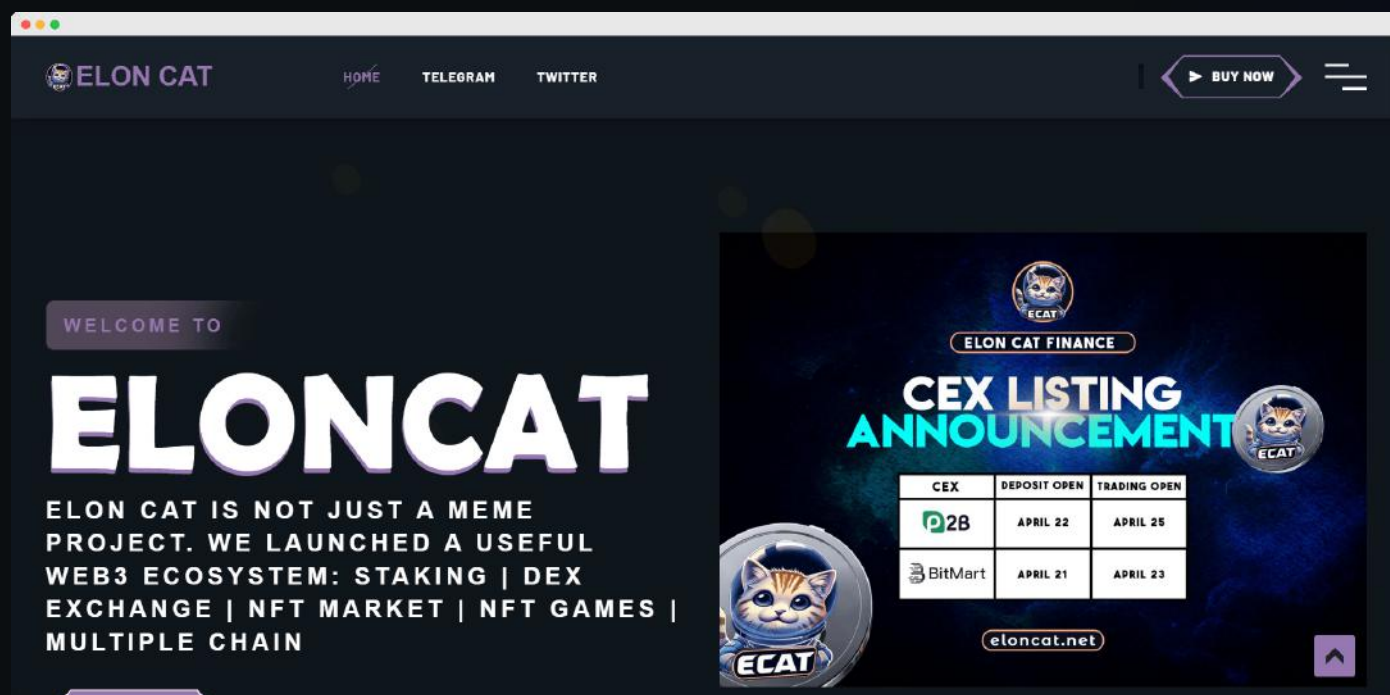 ELON CAT
HOME TELEGRAM TWITTER
BUY NOW
WELCOME TO
ELONCAT
ELON CAT IS NOT JUST A MEME
PROJECT. WE LAUNCHED A USEFUL
WEB3 ECOSYSTEM: STAKING | DEX
EXCHANGE | NFT MARKET | NFT GAMES |
MULTIPLE CHAIN
ECAT
ELON CAT FINANCE
CEX LISTING
ANNOUNCEMENT
ECAT
CEX DEPOSIT OPEN TRADING OPEN
P2B APRIL 22 APRIL 25
BitMart APRIL 21 APRIL 23
eloncat.net
ECAT